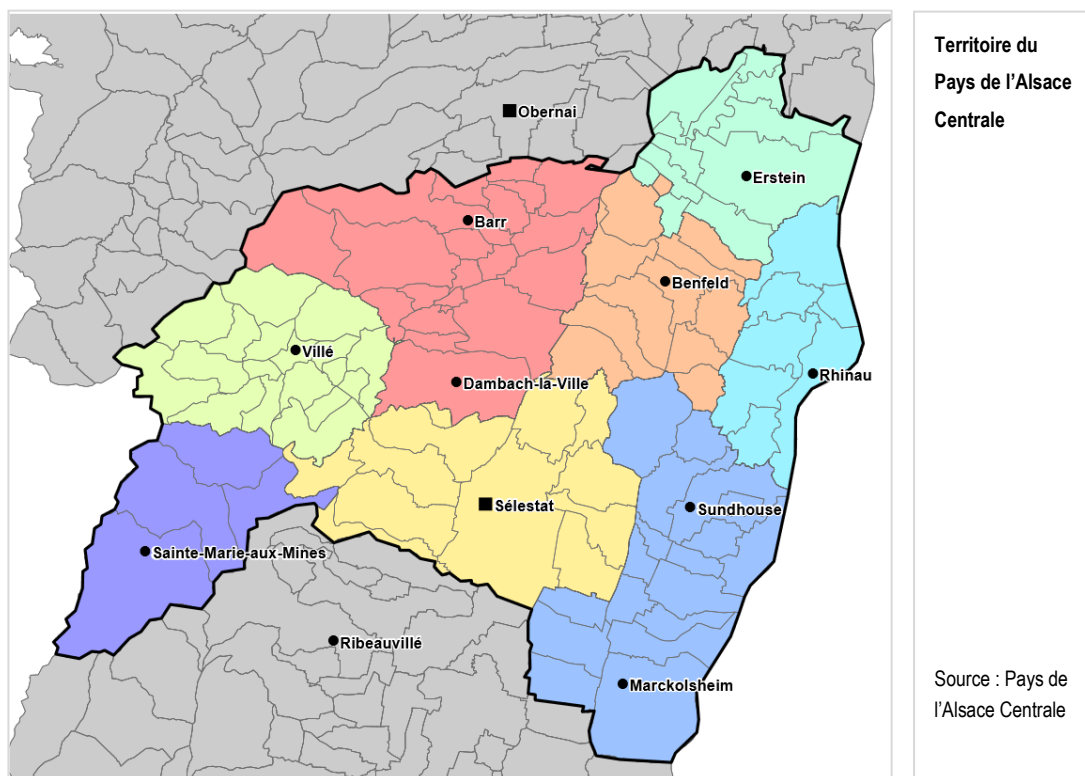 Territoire du
Pays de l'Alsace
Centrale
Obernai
Erstein
Barr
Benfeld
Villé
Rhinau
Dambach-la-Ville
Sélestat
Sundhouse
Sainte-Marie-aux-Mines
Ribeauvillé
Marckolsheim
Source : Pays de
l'Alsace Centrale